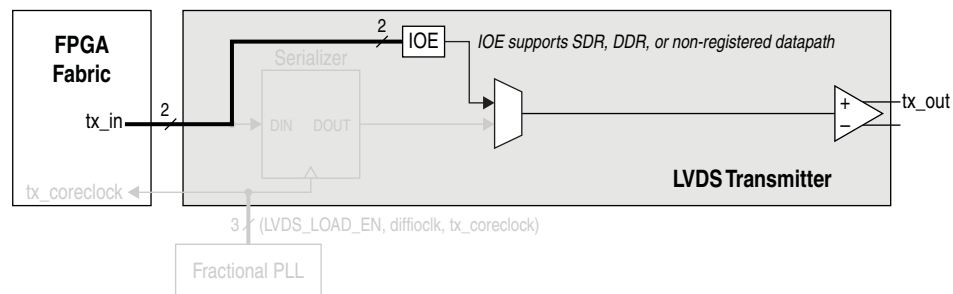 FPGA
Fabric
2
IOE
IOE supports SDR, DDR, or non-registered datapath
Serializer
tx_in
2
DIN
DOUT
+
–
tx_out
tx_coreclock
LVDS Transmitter
3
(LVDS_LOAD_EN, diffioclk, tx_coreclock)
Fractional PLL